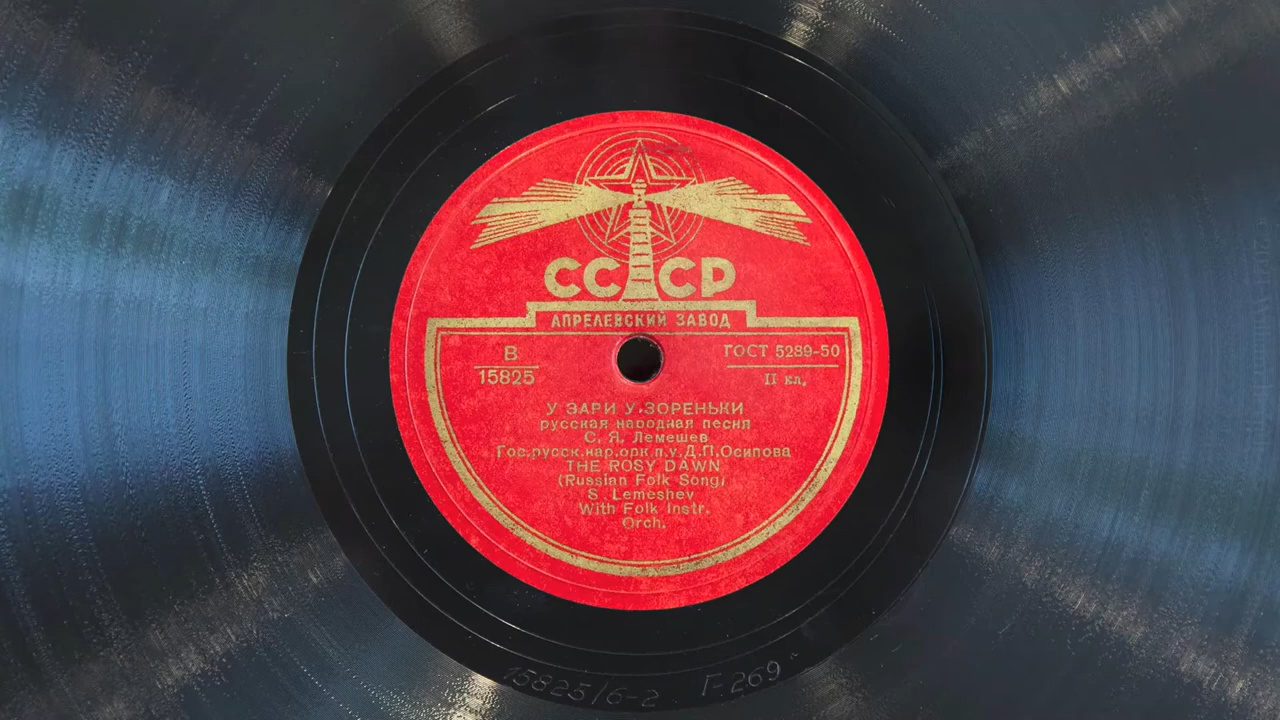 СССР
АПРЕЛЕВСКИЙ ЗАВОД
В
15825
ГОСТ 5289-50
II кл.
У ЗАРИ У ЗОРЕНЬКИ
русская народная песня
С. Я. Лемешев
Гос.русск.нар.орк.п.у.Д.П.Осипова
THE ROSY DAWN
(Russian Folk Song)
S. Lemeshev
With Folk Instr.
Orch.
15825/6-2 Г-269